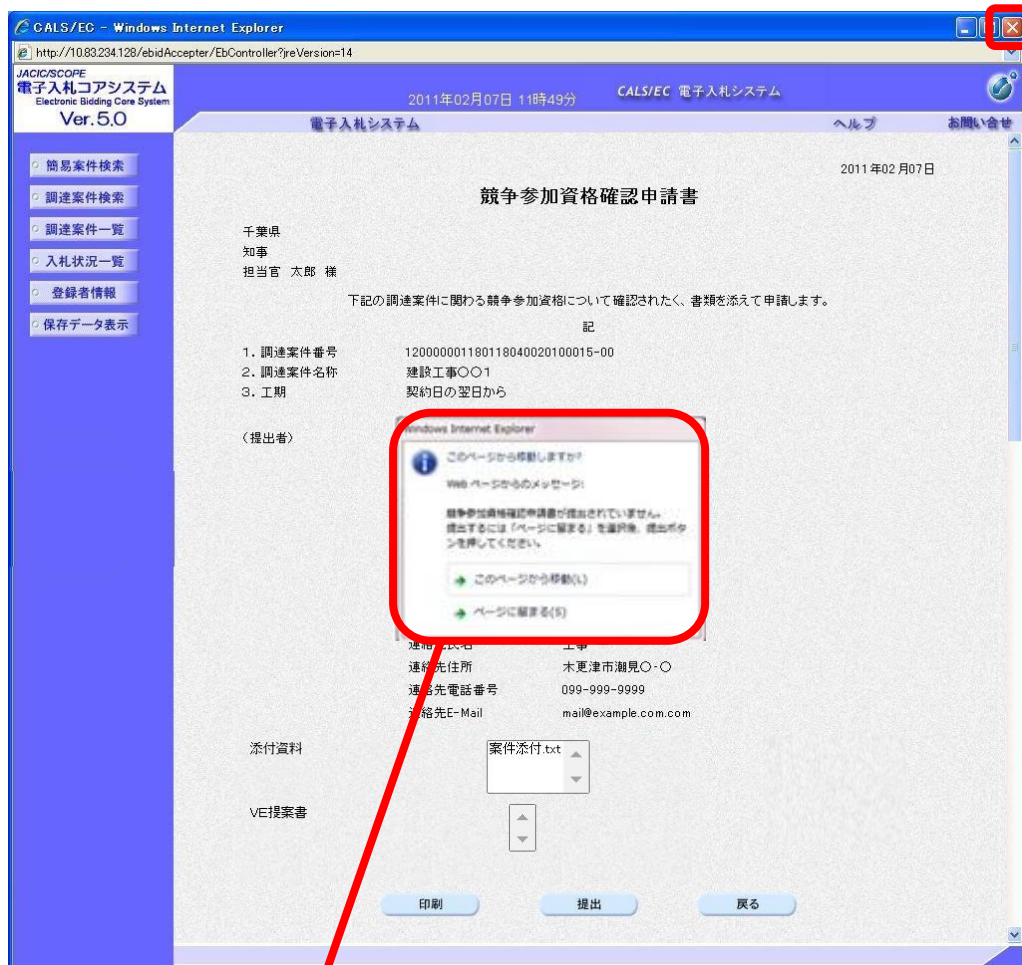 CALS/EC - Windows Internet Explorer
http://10.83.234.128/ebidAccepter/EbController?jreVersion=14
JACIC/SCOPE
電子入札コアシステム
Electronic Bidding Core System
Ver.5.0
2011年02月07日 11時49分
CALS/EC 電子入札システム
電子入札システム
ヘルプ
お問い合せ
簡易案件検索
調達案件検索
調達案件一覧
入札状況一覧
登録者情報
保存データ表示
2011年02月07日
競争参加資格確認申請書
千葉県
知事
担当官 太郎 様
下記の調達案件に関わる競争参加資格について確認されたく、書類を添えて申請します。
記
1. 調達案件番号 12000000118011804002010​0015-00
2. 調達案件名称 建設工事〇〇1
3. 工期 契約日の翌日から
(提出者)
Windows Internet Explorer
このページから移動しますか?
Web ページからのメッセージ:
競争参加資格確認申請書が提出されていません。
提出するには「ページに留まる」を選択後、提出ボタ
ンを押してください。
このページから移動(L)
ページに留まる(S)
連絡先氏名 工事
連絡先住所 木更津市潮見〇-〇
連絡先電話番号 099-999-9999
連絡先E-Mail mail@example.com.com
添付資料 案件添付.txt
VE提案書
印刷
提出
戻る